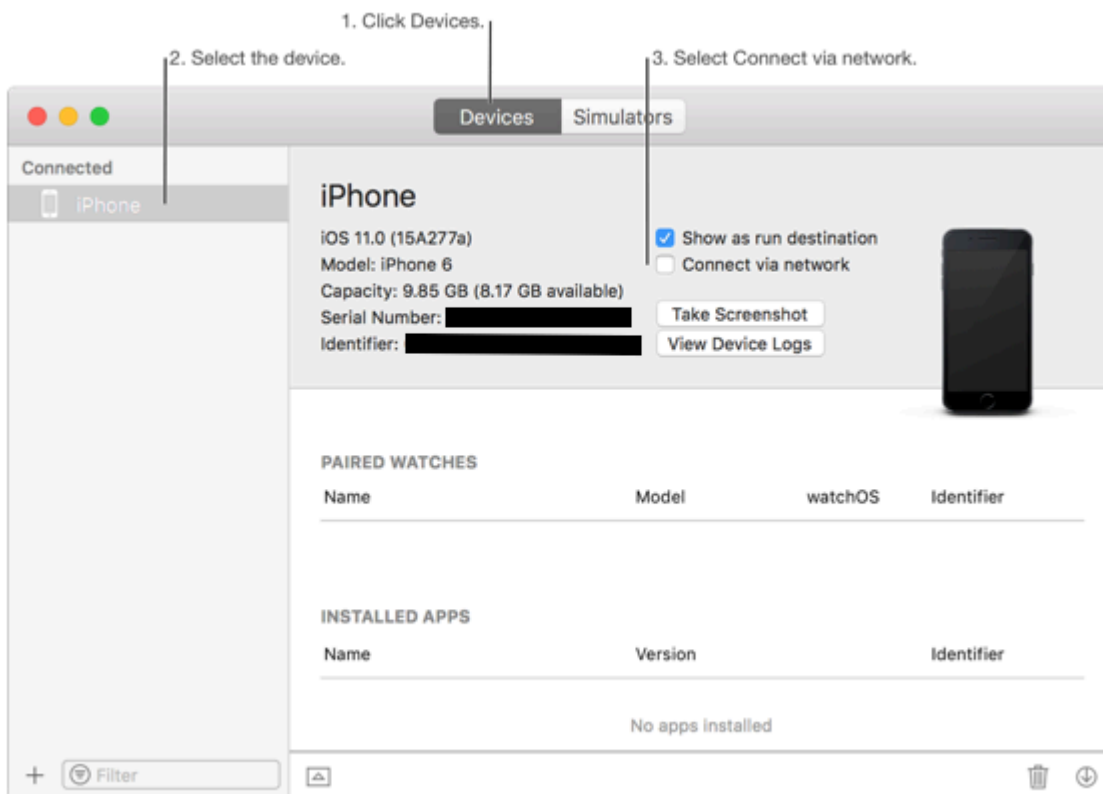 1. Click Devices.
2. Select the device.
3. Select Connect via network.
Devices
Simulators
Connected
iPhone
iPhone
iOS 11.0 (15A277a)
Model: iPhone 6
Capacity: 9.85 GB (8.17 GB available)
Serial Number:
Identifier:
Show as run destination
Connect via network
Take Screenshot
View Device Logs
PAIRED WATCHES
Name Model watchOS Identifier
INSTALLED APPS
Name Version Identifier
No apps installed
Filter